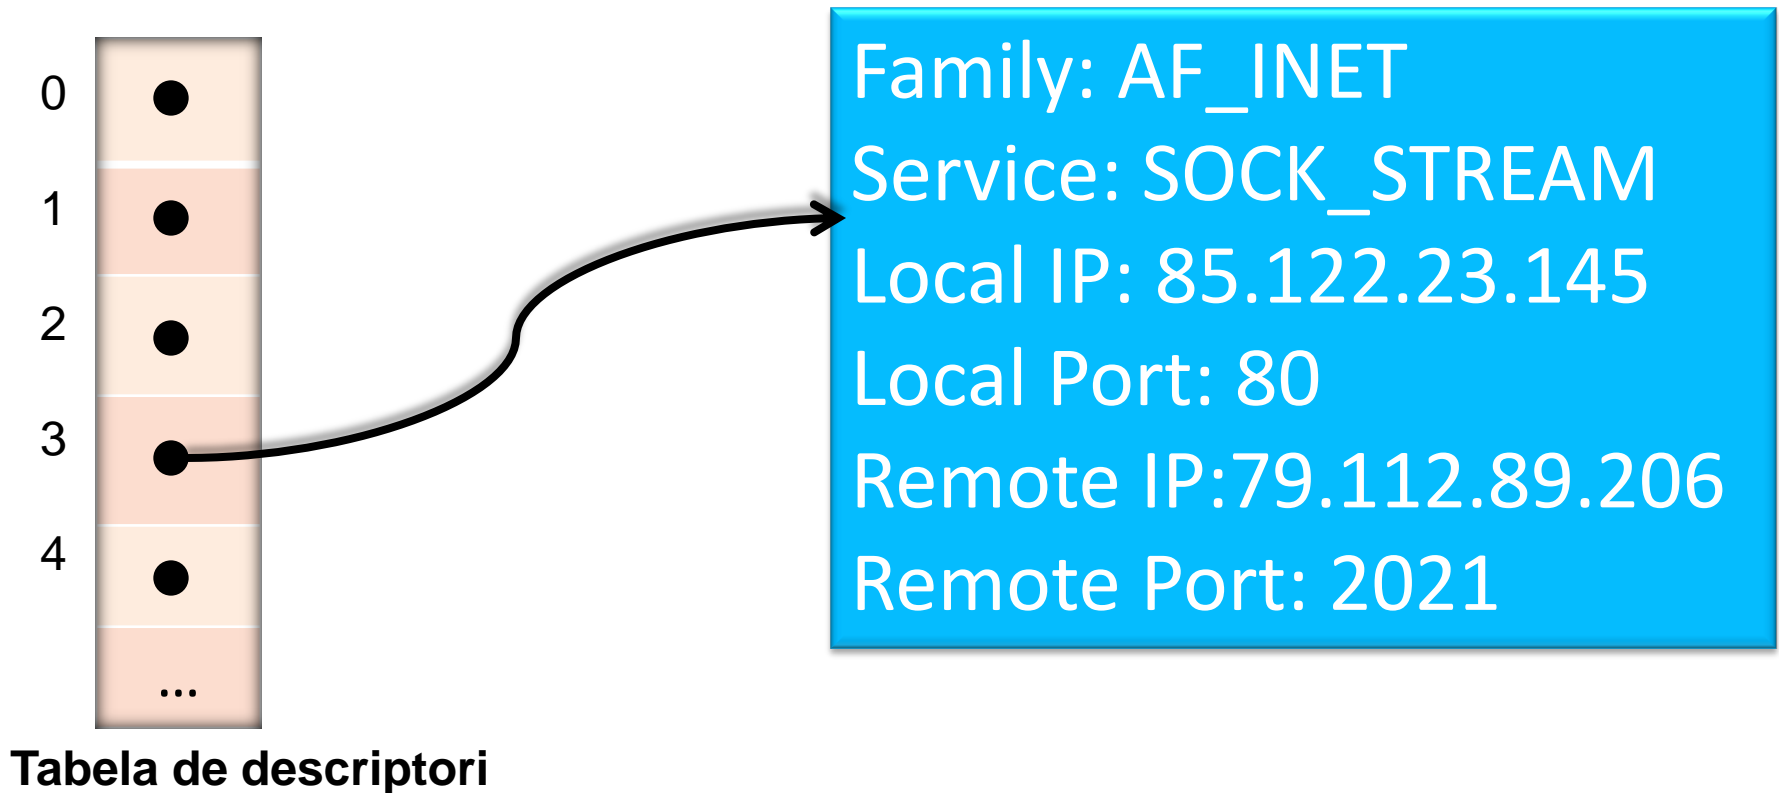 0
1
2
3
4
...
Tabela de descriptori
Family: AF_INET
Service: SOCK_STREAM
Local IP: 85.122.23.145
Local Port: 80
Remote IP:79.112.89.206
Remote Port: 2021